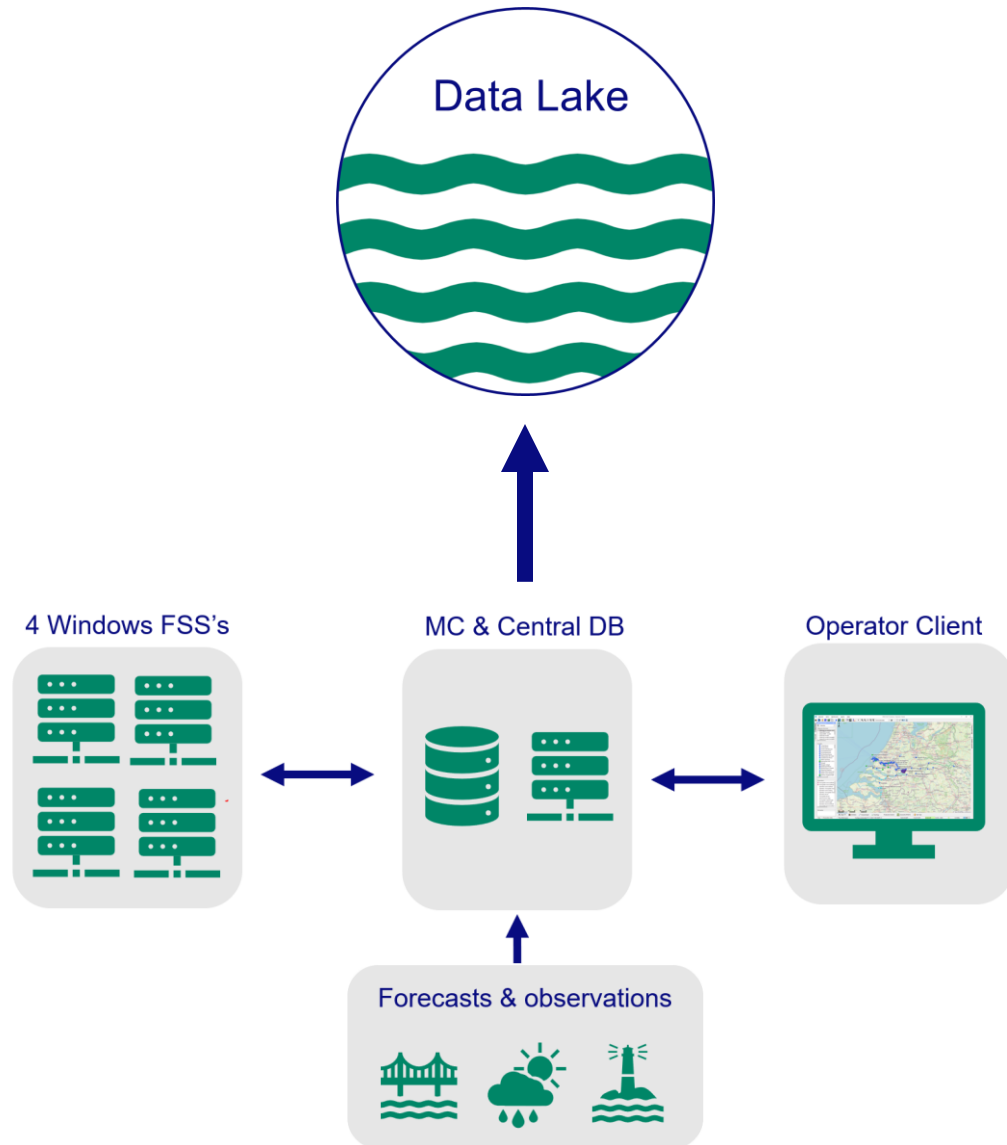 Data Lake
4 Windows FSS's
MC & Central DB
Operator Client
Forecasts & observations